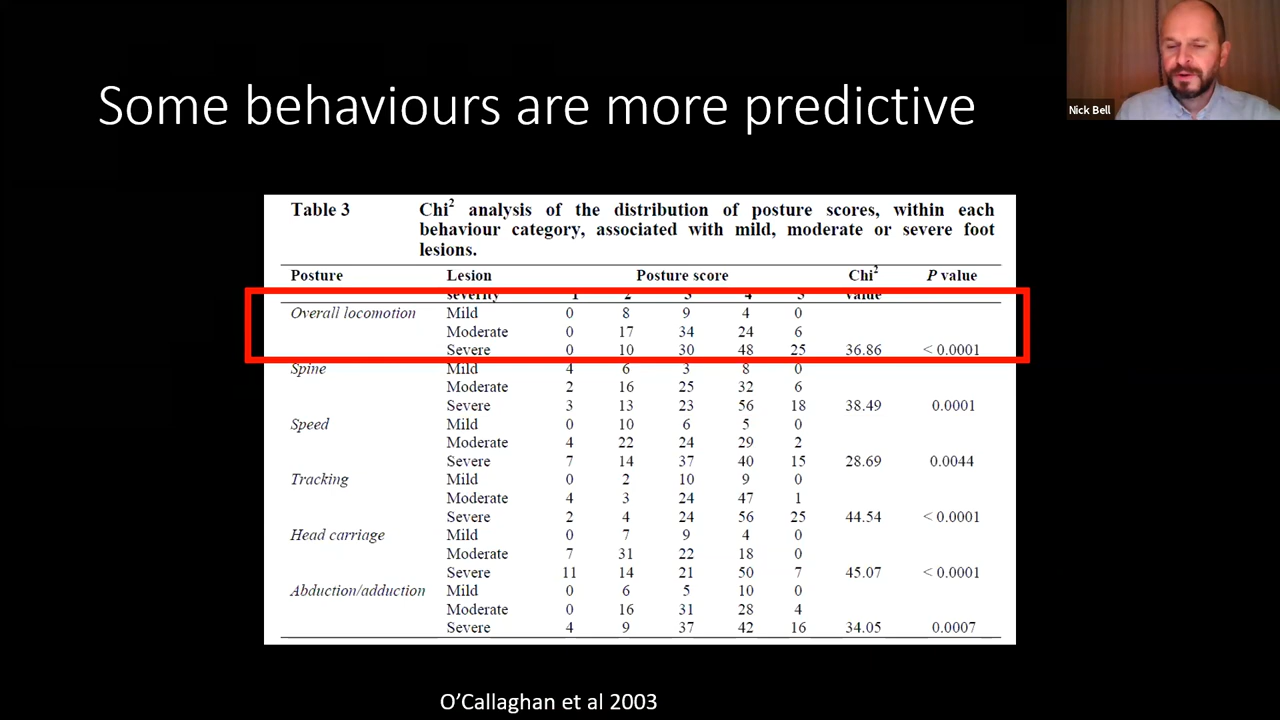 Nick Bell
Some behaviours are more predictive
Table 3 Chi2 analysis of the distribution of posture scores, within each
behaviour category, associated with mild, moderate or severe foot
lesions.
Posture Lesion Posture score Chi2 P value
severity 1 2 3 4 5 value
Overall locomotion Mild 0 8 9 4 0
Moderate 0 17 34 24 6
Severe 0 10 30 48 25 36.86 < 0.0001
Spine Mild 4 6 3 8 0
Moderate 2 16 25 32 6
Severe 3 13 23 56 18 38.49 0.0001
Speed Mild 0 10 6 5 0
Moderate 4 22 24 29 2
Severe 7 14 37 40 15 28.69 0.0044
Tracking Mild 0 2 10 9 0
Moderate 4 3 24 47 1
Severe 2 4 24 56 25 44.54 < 0.0001
Head carriage Mild 0 7 9 4 0
Moderate 7 31 22 18 0
Severe 11 14 21 50 7 45.07 < 0.0001
Abduction/adduction Mild 0 6 5 10 0
Moderate 0 16 31 28 4
Severe 4 9 37 42 16 34.05 0.0007
O’Callaghan et al 2003